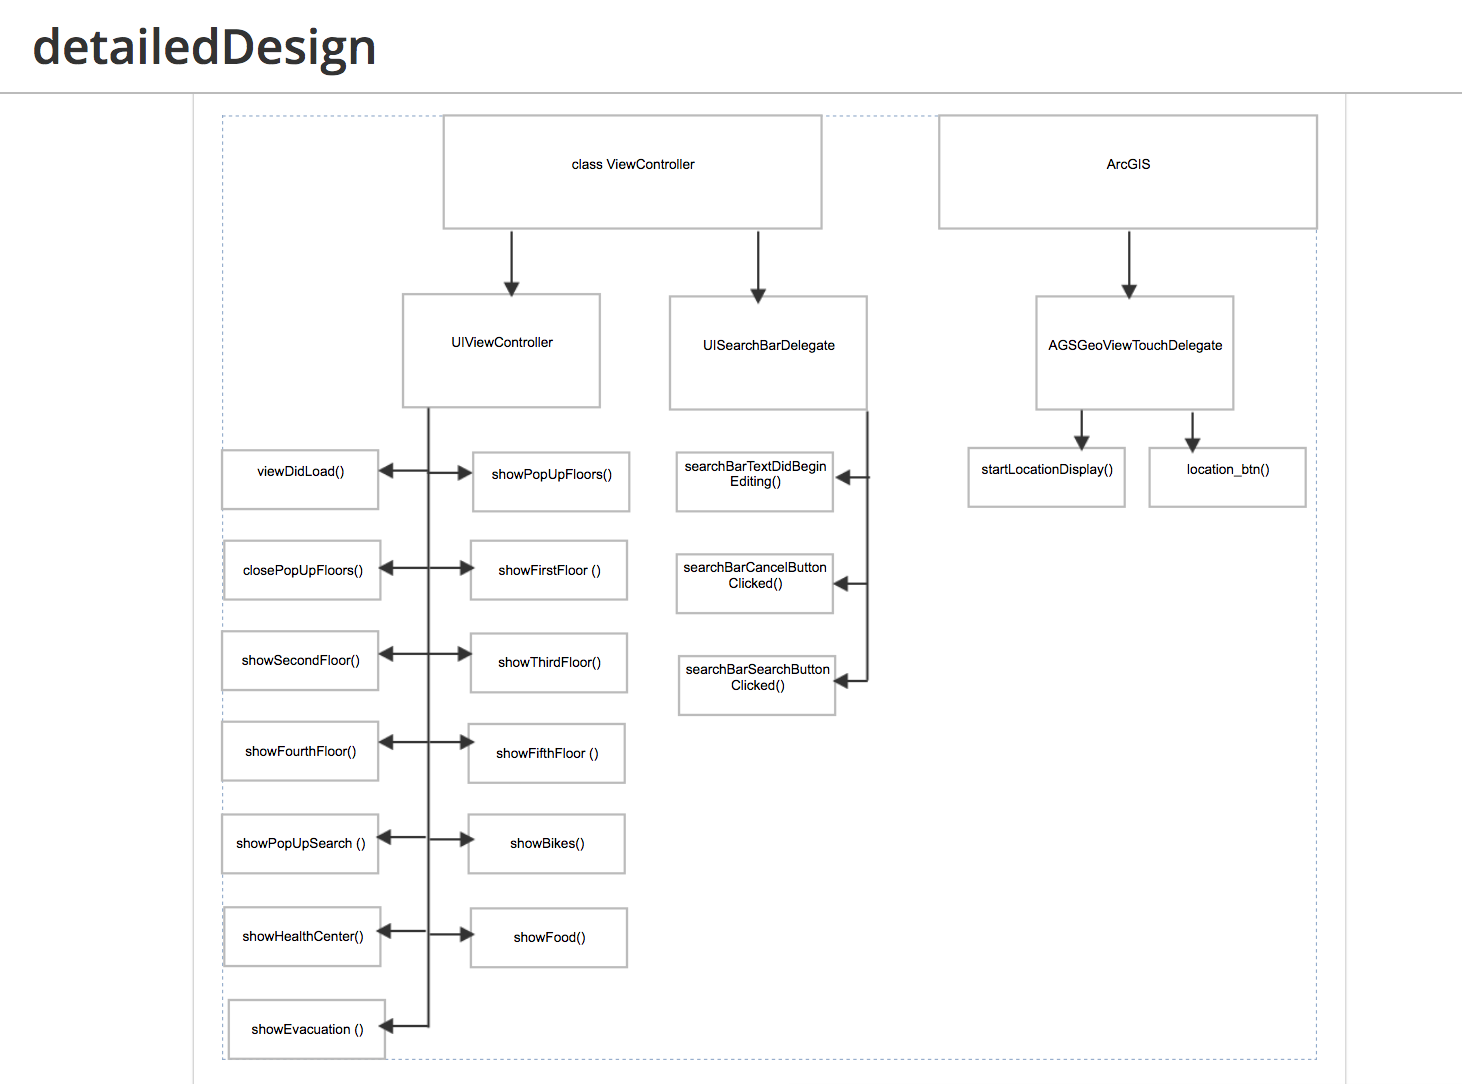 detailedDesign
class ViewController
ArcGIS
UIViewController
UISearchBarDelegate
AGSGeoViewTouchDelegate
viewDidLoad()
showPopUpFloors()
searchBarTextDidBegin
Editing()
startLocationDisplay()
location_btn()
closePopUpFloors()
showFirstFloor ()
searchBarCancelButton
Clicked()
showSecondFloor()
showThirdFloor()
searchBarSearchButton
Clicked()
showFourthFloor()
showFifthFloor ()
showPopUpSearch ()
showBikes()
showHealthCenter()
showFood()
showEvacuation ()